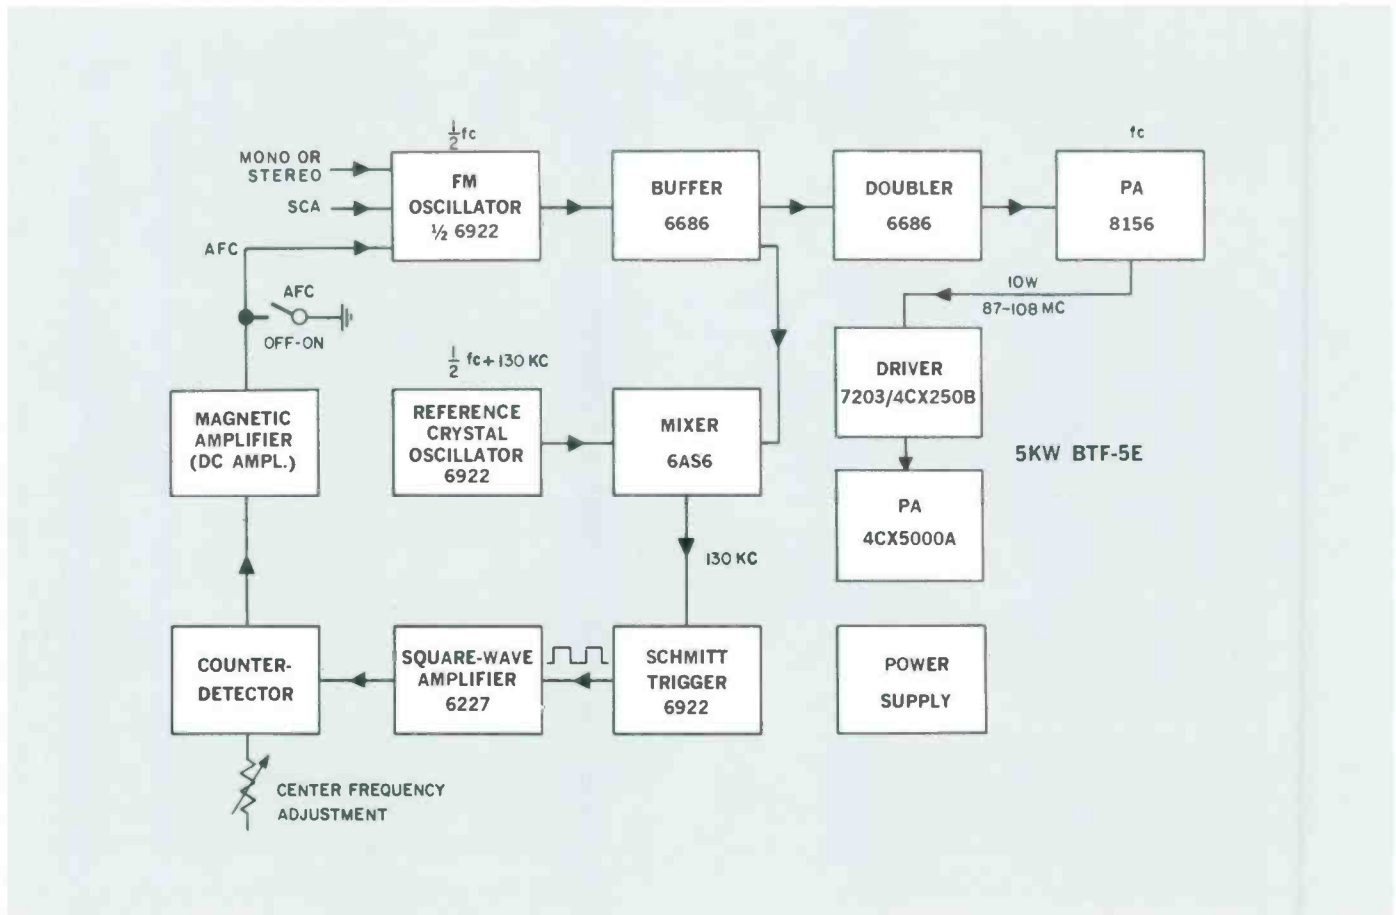 ½fc
fc
MONO OR
STEREO
SCA
AFC
FM
OSCILLATOR
½ 6922
BUFFER
6686
DOUBLER
6686
PA
8156
10W
87-108 MC
AFC
OFF-ON
½ fc+130 KC
MAGNETIC
AMPLIFIER
(DC AMPL.)
REFERENCE
CRYSTAL
OSCILLATOR
6922
MIXER
6AS6
DRIVER
7203/4CX250B
5KW BTF-5E
PA
4CX5000A
130 KC
COUNTER-
DETECTOR
SQUARE-WAVE
AMPLIFIER
6227
SCHMITT
TRIGGER
6922
POWER
SUPPLY
CENTER FREQUENCY
ADJUSTMENT